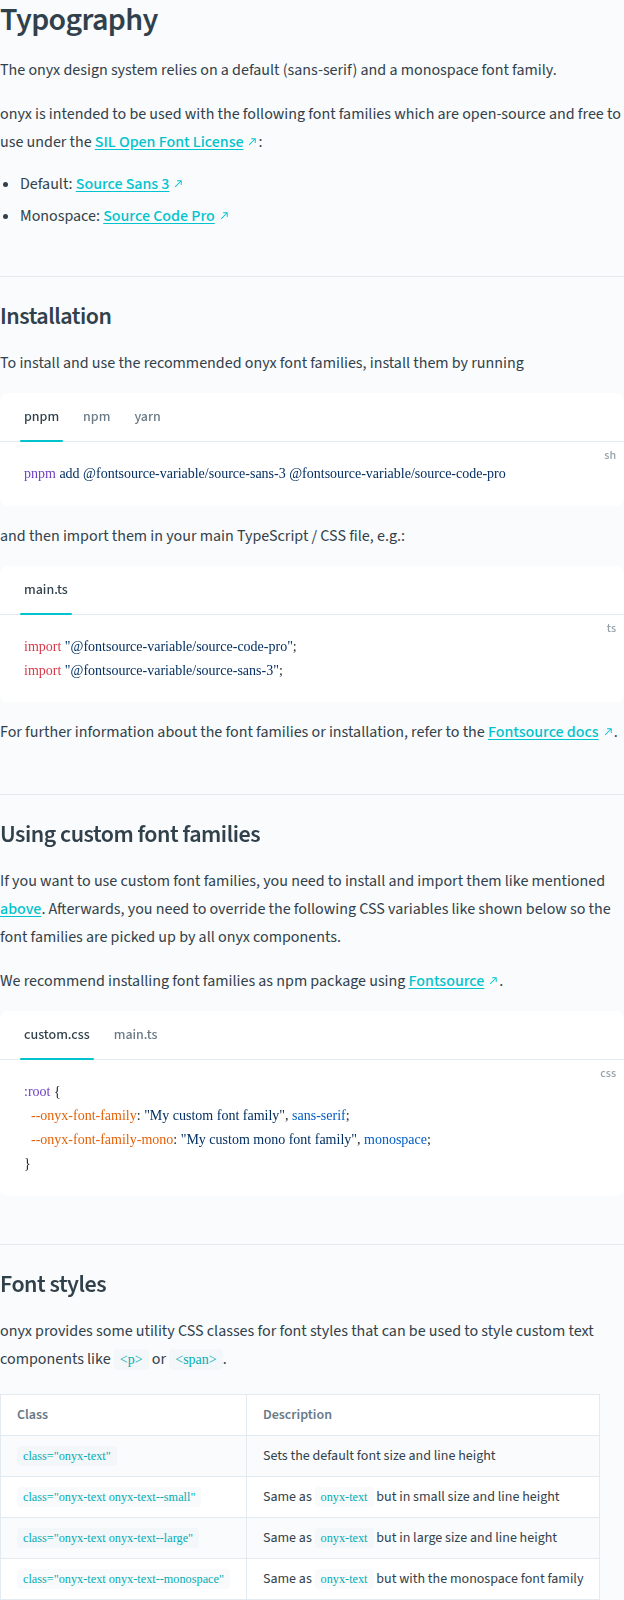 Typography
The onyx design system relies on a default (sans-serif) and a monospace font family.
onyx is intended to be used with the following font families which are open-source and free to
use under the SIL Open Font License ↗ :
• Default: Source Sans 3 ↗
• Monospace: Source Code Pro ↗
Installation
To install and use the recommended onyx font families, install them by running
pnpm npm yarn
sh
pnpm add @fontsource-variable/source-sans-3 @fontsource-variable/source-code-pro
and then import them in your main TypeScript / CSS file, e.g.:
main.ts
ts
import "@fontsource-variable/source-code-pro";
import "@fontsource-variable/source-sans-3";
For further information about the font families or installation, refer to the Fontsource docs ↗ .
Using custom font families
If you want to use custom font families, you need to install and import them like mentioned
above. Afterwards, you need to override the following CSS variables like shown below so the
font families are picked up by all onyx components.
We recommend installing font families as npm package using Fontsource ↗ .
custom.css main.ts
css
:root {
--onyx-font-family: "My custom font family", sans-serif;
--onyx-font-family-mono: "My custom mono font family", monospace;
}
Font styles
onyx provides some utility CSS classes for font styles that can be used to style custom text
components like <p> or <span> .
Class Description
class="onyx-text" Sets the default font size and line height
class="onyx-text onyx-text--small" Same as onyx-text but in small size and line height
class="onyx-text onyx-text--large" Same as onyx-text but in large size and line height
class="onyx-text onyx-text--monospace" Same as onyx-text but with the monospace font family